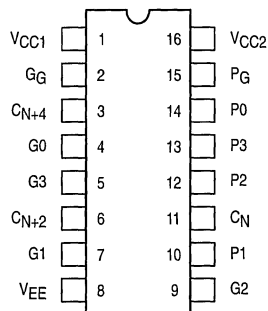 VCC1 1 16 VCC2
GG 2 15 PG
CN+4 3 14 P0
G0 4 13 P3
G3 5 12 P2
CN+2 6 11 CN
G1 7 10 P1
VEE 8 9 G2